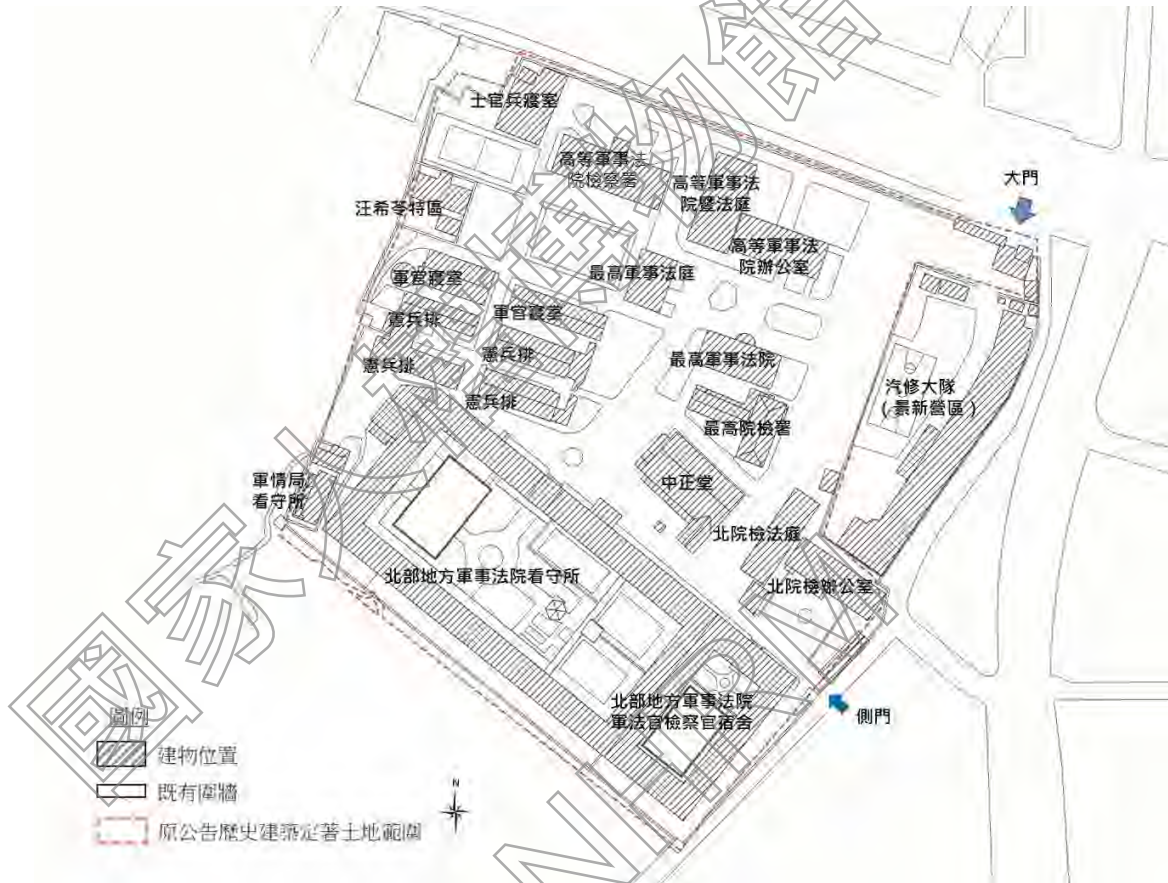 士官兵寢室
高等軍事法
院檢察署
高等軍事法
院暨法庭
大門
汪希苓特區
高等軍事法
院辦公室
最高軍事法庭
軍官寢室
軍官寢室
憲兵排
憲兵排
憲兵排
憲兵排
最高軍事法院
汽修大隊
(景新營區)
最高院檢署
軍情局
看守所
中正堂
北院檢法庭
北部地方軍事法院看守所
北院檢辦公室
北部地方軍事法院
軍法官檢察官宿舍
側門
圖例
建物位置
既有圍牆
原公告歷史建築定著土地範圍
N
國家人權博物館
NHRM